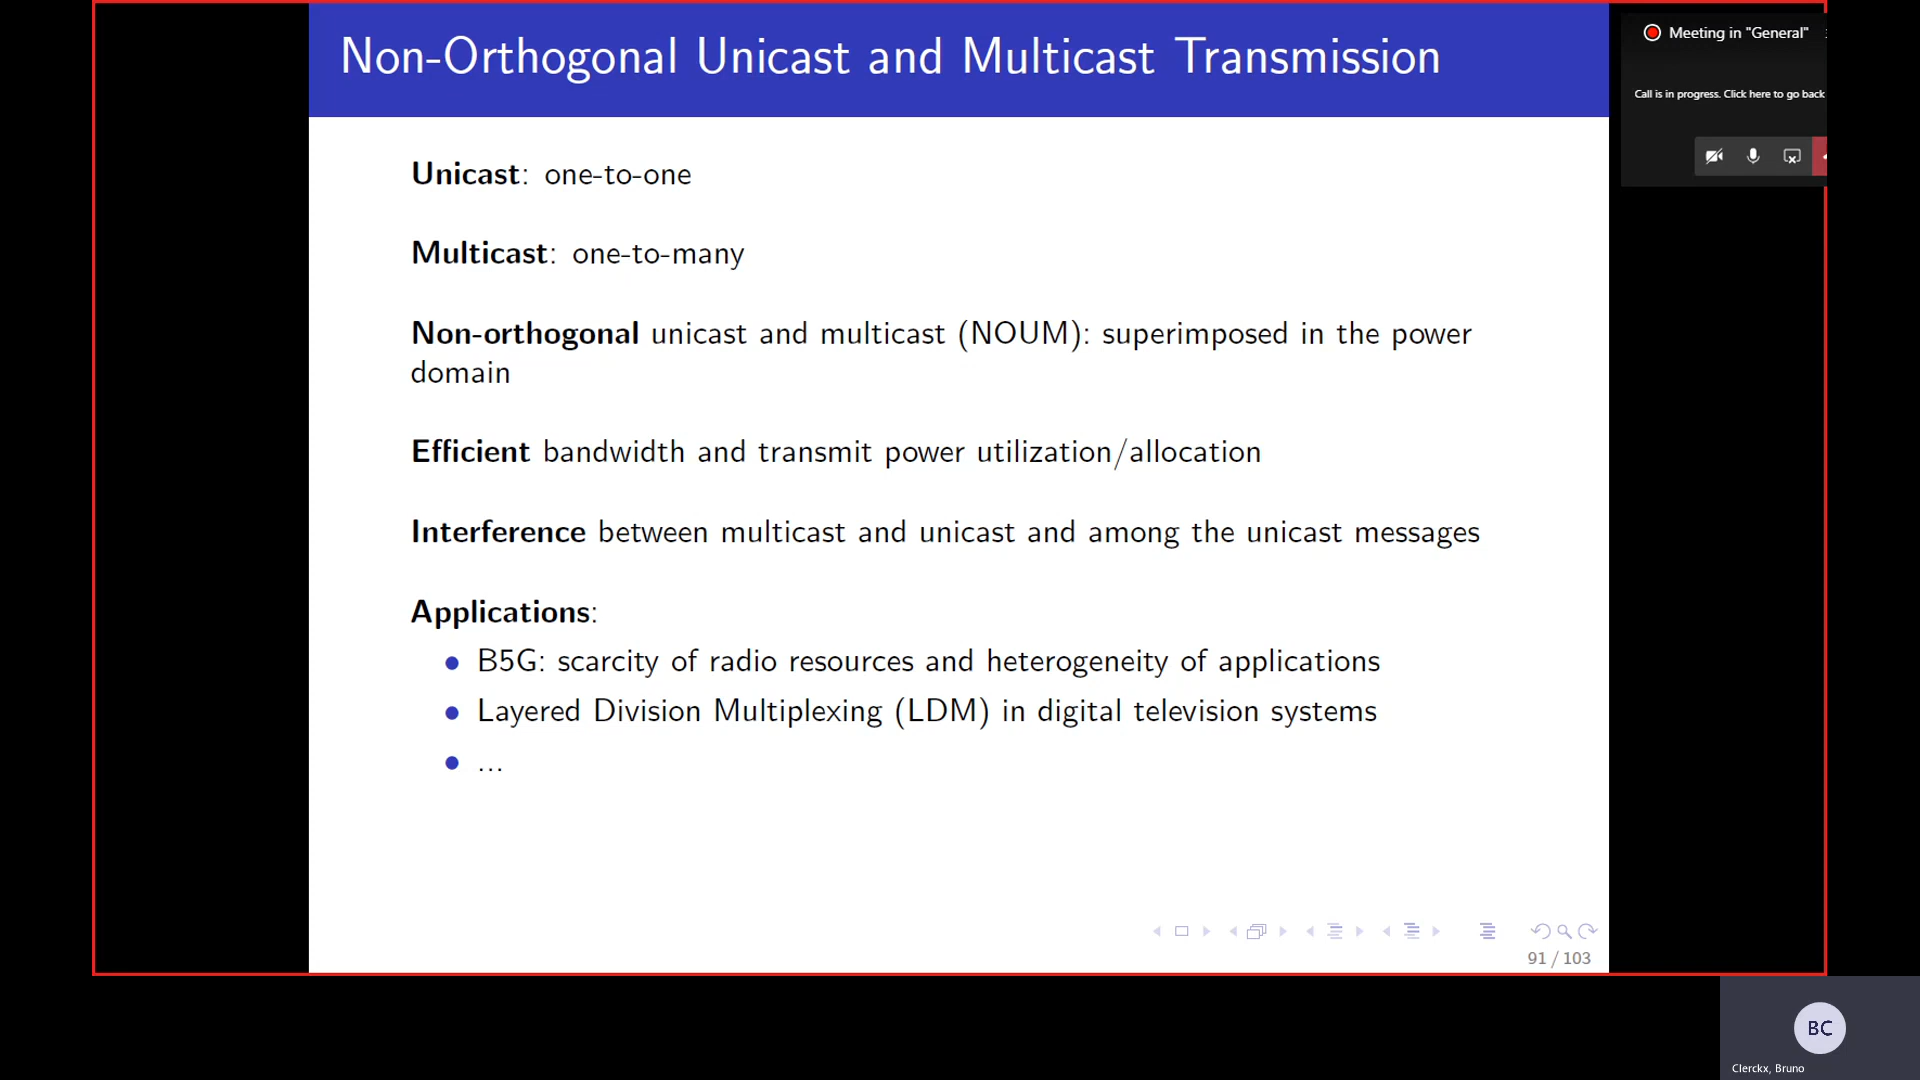 Non-Orthogonal Unicast and Multicast Transmission
Meeting in "General"
Call is in progress. Click here to go back
Unicast: one-to-one
Multicast: one-to-many
Non-orthogonal unicast and multicast (NOUM): superimposed in the power
domain
Efficient bandwidth and transmit power utilization/allocation
Interference between multicast and unicast and among the unicast messages
Applications:
B5G: scarcity of radio resources and heterogeneity of applications
Layered Division Multiplexing (LDM) in digital television systems
...
91 / 103
BC
Clerckx, Bruno